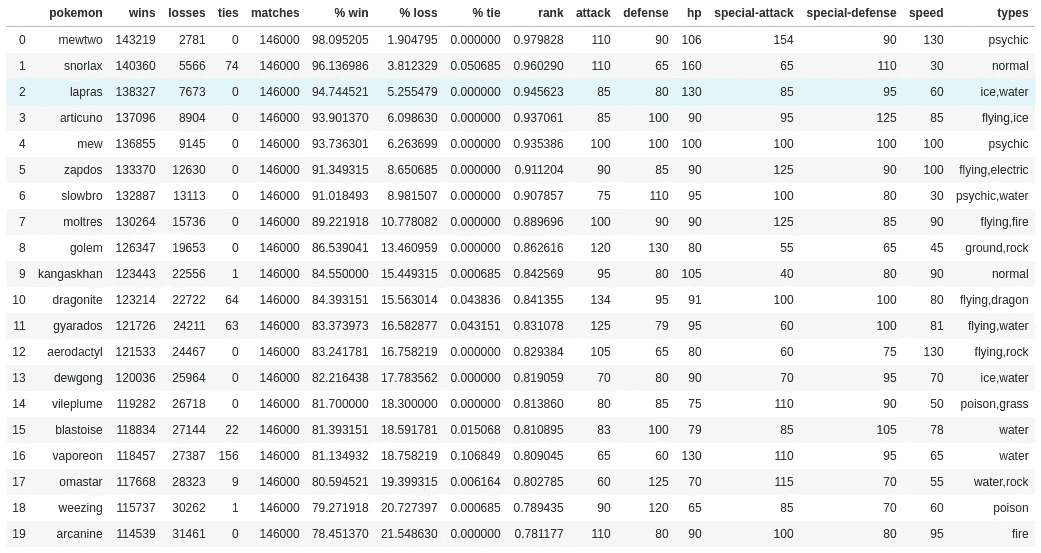 pokemon wins losses ties matches % win % loss % tie rank attack defense hp special-attack special-defense speed types
0 mewtwo 143219 2781 0 146000 98.095205 1.904795 0.000000 0.979828 110 90 106 154 90 130 psychic
1 snorlax 140360 5566 74 146000 96.136986 3.812329 0.050685 0.960290 110 65 160 65 110 30 normal
2 lapras 138327 7673 0 146000 94.744521 5.255479 0.000000 0.945623 85 80 130 85 95 60 ice,water
3 articuno 137096 8904 0 146000 93.901370 6.098630 0.000000 0.937061 85 100 90 95 125 85 flying,ice
4 mew 136855 9145 0 146000 93.736301 6.263699 0.000000 0.935386 100 100 100 100 100 100 psychic
5 zapdos 133370 12630 0 146000 91.349315 8.650685 0.000000 0.911204 90 85 90 125 90 100 flying,electric
6 slowbro 132887 13113 0 146000 91.018493 8.981507 0.000000 0.907857 75 110 95 100 80 30 psychic,water
7 moltres 130264 15736 0 146000 89.221918 10.778082 0.000000 0.889696 100 90 90 125 85 90 flying,fire
8 golem 126347 19653 0 146000 86.539041 13.460959 0.000000 0.862616 120 130 80 55 65 45 ground,rock
9 kangaskhan 123443 22556 1 146000 84.550000 15.449315 0.000685 0.842569 95 80 105 40 80 90 normal
10 dragonite 123214 22722 64 146000 84.393151 15.563014 0.043836 0.841355 134 95 91 100 100 80 flying,dragon
11 gyarados 121726 24211 63 146000 83.373973 16.582877 0.043151 0.831078 125 79 95 60 100 81 flying,water
12 aerodactyl 121533 24467 0 146000 83.241781 16.758219 0.000000 0.829384 105 65 80 60 75 130 flying,rock
13 dewgong 120036 25964 0 146000 82.216438 17.783562 0.000000 0.819059 70 80 90 70 95 70 ice,water
14 vileplume 119282 26718 0 146000 81.700000 18.300000 0.000000 0.813860 80 85 75 110 90 50 poison,grass
15 blastoise 118834 27144 22 146000 81.393151 18.591781 0.015068 0.810895 83 100 79 85 105 78 water
16 vaporeon 118457 27387 156 146000 81.134932 18.758219 0.106849 0.809045 65 60 130 110 95 65 water
17 omastar 117668 28323 9 146000 80.594521 19.399315 0.006164 0.802785 60 125 70 115 70 55 water,rock
18 weezing 115737 30262 1 146000 79.271918 20.727397 0.000685 0.789435 90 120 65 85 70 60 poison
19 arcanine 114539 31461 0 146000 78.451370 21.548630 0.000000 0.781177 110 80 90 100 80 95 fire